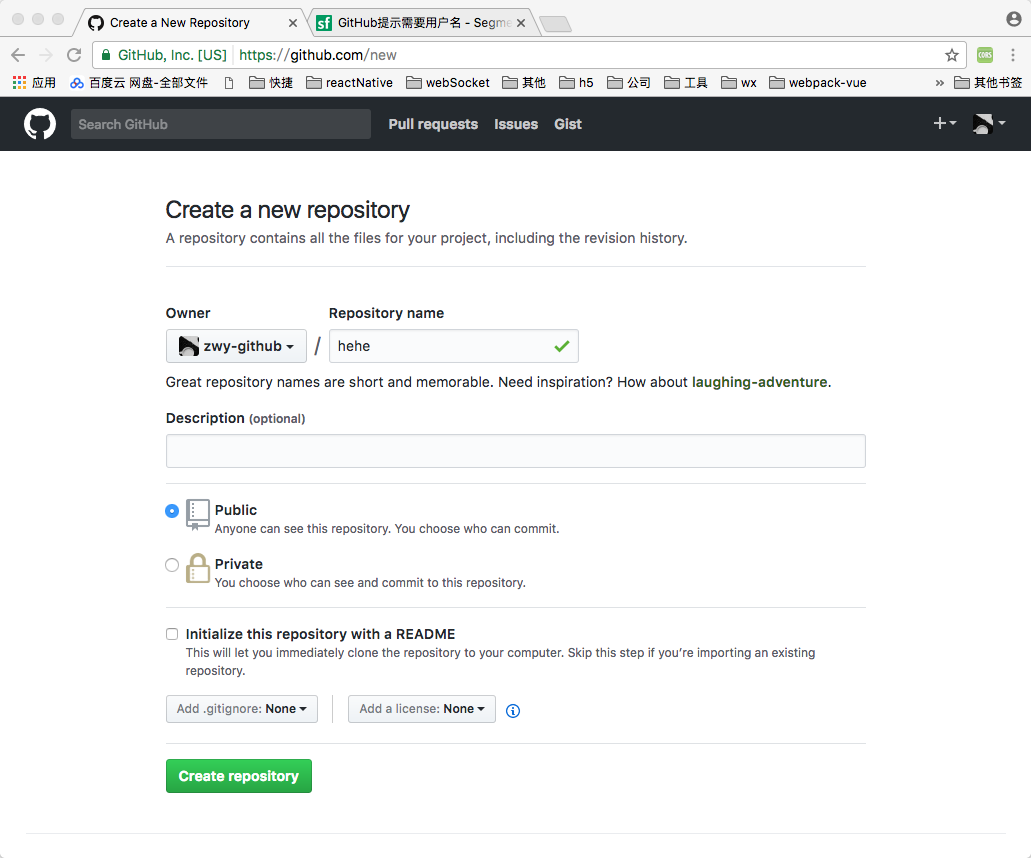 Create a New Repository
sf GitHub提示需要用户名 - Segme
GitHub, Inc. [US] https://github.com/new
CORS
应用 百度云 网盘-全部文件 快捷 reactNative webSocket 其他 h5 公司 工具 wx webpack-vue » 其他书签
Search GitHub Pull requests Issues Gist
Create a new repository
A repository contains all the files for your project, including the revision history.
Owner Repository name
zwy-github / hehe
Great repository names are short and memorable. Need inspiration? How about laughing-adventure.
Description (optional)
Public
Anyone can see this repository. You choose who can commit.
Private
You choose who can see and commit to this repository.
Initialize this repository with a README
This will let you immediately clone the repository to your computer. Skip this step if you’re importing an existing
repository.
Add .gitignore: None Add a license: None
Create repository